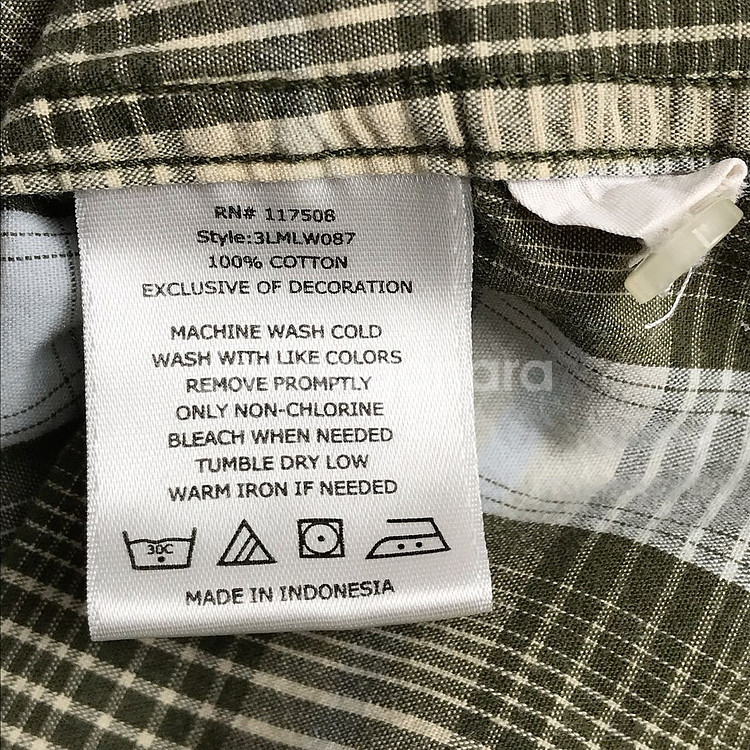 RN# 117508
Style:3LMLW087
100% COTTON
EXCLUSIVE OF DECORATION
MACHINE WASH COLD
WASH WITH LIKE COLORS
REMOVE PROMPTLY
ONLY NON-CHLORINE
BLEACH WHEN NEEDED
TUMBLE DRY LOW
WARM IRON IF NEEDED
30C
MADE IN INDONESIA